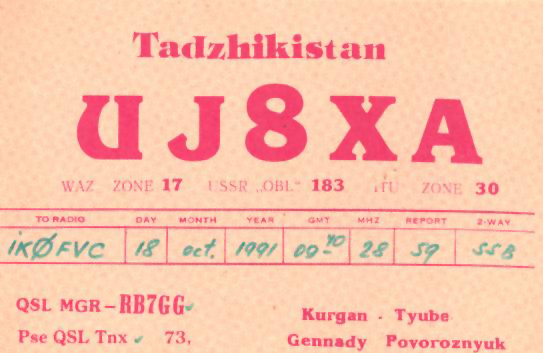 Tadzhikistan
UJ8XA
WAZ ZONE 17 USSR „OBL" 183 ITU ZONE 30
TO RADIO DAY MONTH YEAR GMT MHZ REPORT 2-WAY
iKØFVC 18 oct. 1991 09 40 28 59 SSB
QSL MGR–RB7GG
Pse QSL Tnx 73,
Kurgan - Tyube
Gennady Povoroznyuk